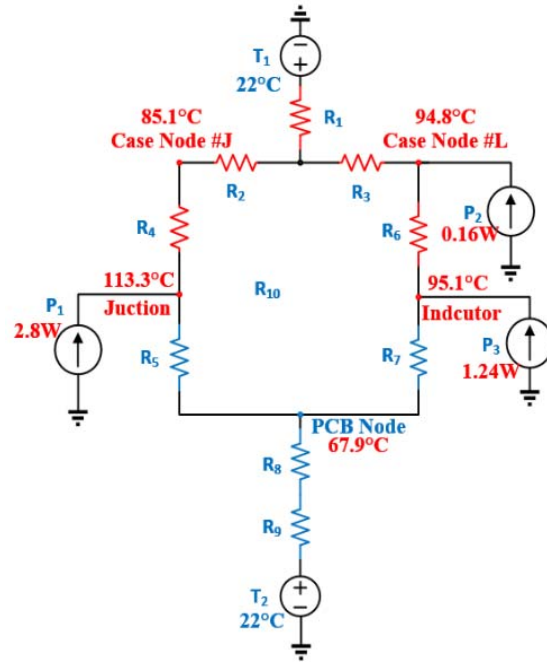 T1
22°C
R1
85.1°C
Case Node #J
94.8°C
Case Node #L
R2
R3
R4
R6
P2
0.16W
113.3°C
Juction
R10
95.1°C
Indcutor
P1
2.8W
R5
R7
P3
1.24W
PCB Node
67.9°C
R8
R9
T2
22°C